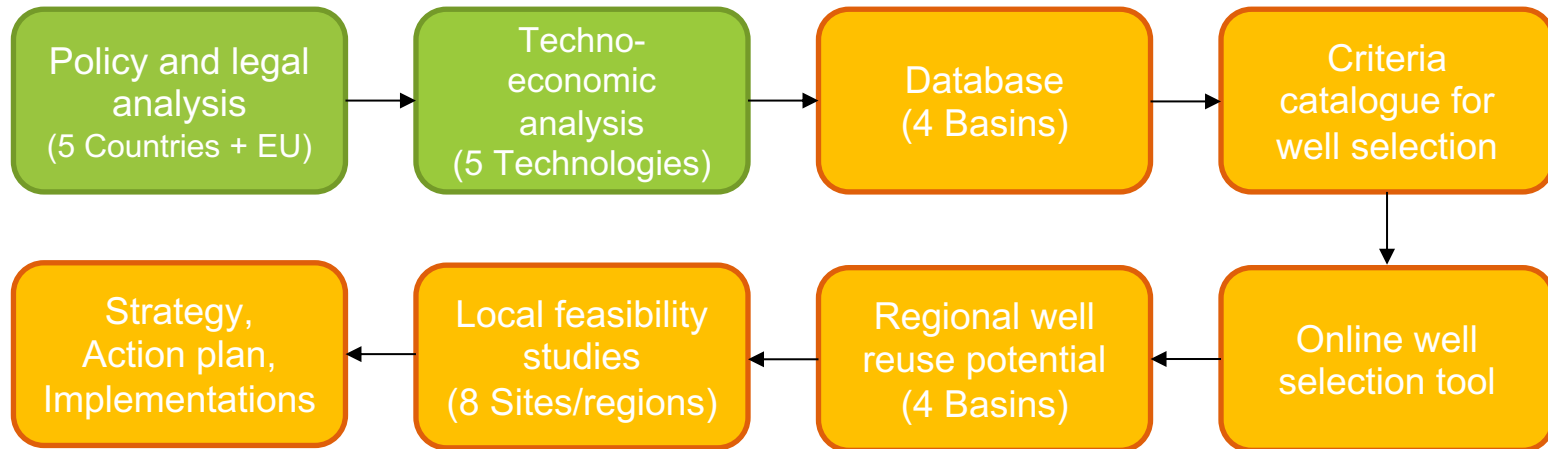 Policy and legal
analysis
(5 Countries + EU)
Techno-
economic
analysis
(5 Technologies)
Database
(4 Basins)
Criteria
catalogue for
well selection
Online well
selection tool
Regional well
reuse potential
(4 Basins)
Local feasibility
studies
(8 Sites/regions)
Strategy,
Action plan,
Implementations